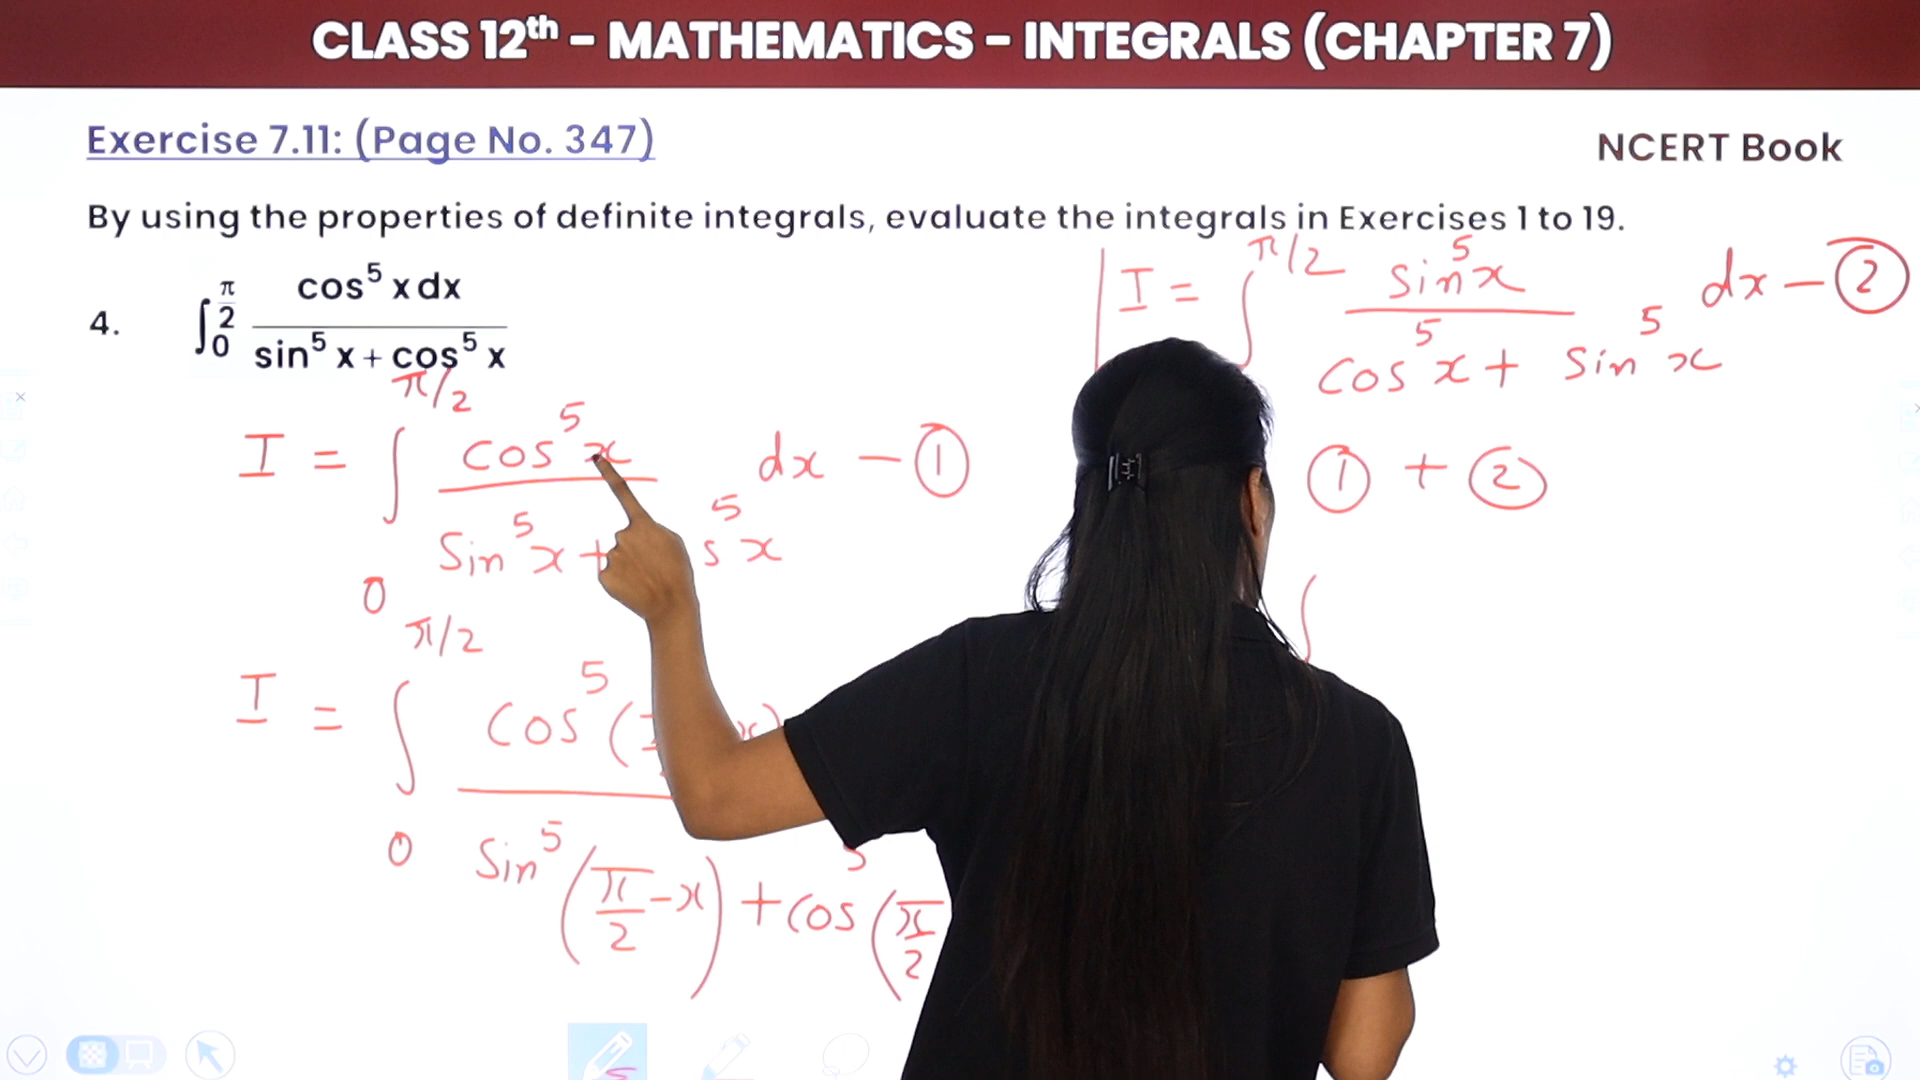 CLASS 12th – MATHEMATICS – INTEGRALS (CHAPTER 7)
Exercise 7.11: (Page No. 347)
NCERT Book
By using the properties of definite integrals, evaluate the integrals in Exercises 1 to 19.
4. ∫₀^(π/2) cos⁵ x dx / sin⁵ x + cos⁵ x
I = ∫₀^(π/2) cos⁵x / Sin⁵x + s⁵x dx – ①
I = ∫₀^(π/2) cos⁵( x) / Sin⁵(π/2 – x) + cos⁵(π/2
I = ∫^(π/2) sin⁵x / cos⁵x + sin⁵x dx – ②
① + ②
∫